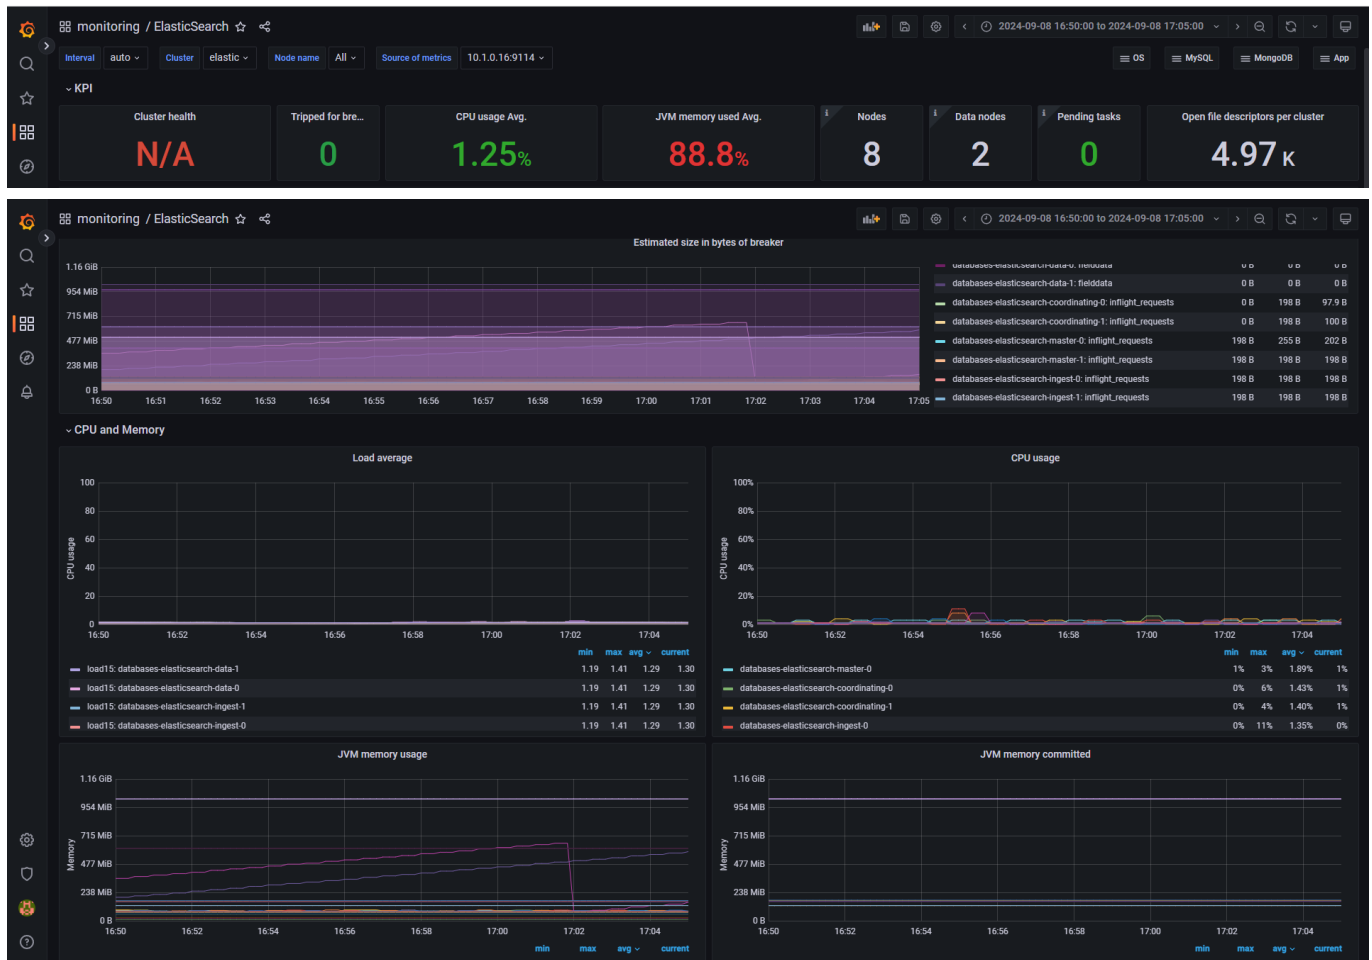 monitoring / ElasticSearch
2024-09-08 16:50:00 to 2024-09-08 17:05:00
Interval auto Cluster elastic Node name All Source of metrics 10.1.0.16:9114
OS MySQL MongoDB App
KPI
Cluster health
N/A
Tripped for bre...
0
CPU usage Avg.
1.25%
JVM memory used Avg.
88.8%
Nodes
8
Data nodes
2
Pending tasks
0
Open file descriptors per cluster
4.97 K
monitoring / ElasticSearch
2024-09-08 16:50:00 to 2024-09-08 17:05:00
Estimated size in bytes of breaker
1.16 GiB
954 MiB
715 MiB
477 MiB
238 MiB
0 B
16:50 16:51 16:52 16:53 16:54 16:55 16:56 16:57 16:58 16:59 17:00 17:01 17:02 17:03 17:04 17:05
databases-elasticsearch-data-0: fielddata 0 B 0 B 0 B
databases-elasticsearch-data-1: fielddata 0 B 0 B 0 B
databases-elasticsearch-coordinating-0: inflight_requests 0 B 198 B 97.9 B
databases-elasticsearch-coordinating-1: inflight_requests 0 B 198 B 100 B
databases-elasticsearch-master-0: inflight_requests 198 B 255 B 202 B
databases-elasticsearch-master-1: inflight_requests 198 B 198 B 198 B
databases-elasticsearch-ingest-0: inflight_requests 198 B 198 B 198 B
databases-elasticsearch-ingest-1: inflight_requests 198 B 198 B 198 B
CPU and Memory
Load average
CPU usage
100
80
60
40
20
0
16:50 16:52 16:54 16:56 16:58 17:00 17:02 17:04
min max avg current
load15: databases-elasticsearch-data-1 1.19 1.41 1.29 1.30
load15: databases-elasticsearch-data-0 1.19 1.41 1.29 1.30
load15: databases-elasticsearch-ingest-1 1.19 1.41 1.29 1.30
load15: databases-elasticsearch-ingest-0 1.19 1.41 1.29 1.30
CPU usage
CPU usage
100%
80%
60%
40%
20%
0%
16:50 16:52 16:54 16:56 16:58 17:00 17:02 17:04
min max avg current
databases-elasticsearch-master-0 1% 3% 1.89% 1%
databases-elasticsearch-coordinating-0 0% 6% 1.43% 1%
databases-elasticsearch-coordinating-1 0% 4% 1.40% 1%
databases-elasticsearch-ingest-0 0% 11% 1.35% 0%
JVM memory usage
Memory
1.16 GiB
954 MiB
715 MiB
477 MiB
238 MiB
0 B
16:50 16:52 16:54 16:56 16:58 17:00 17:02 17:04
min max avg current
JVM memory committed
Memory
1.16 GiB
954 MiB
715 MiB
477 MiB
238 MiB
0 B
16:50 16:52 16:54 16:56 16:58 17:00 17:02 17:04
min max avg current